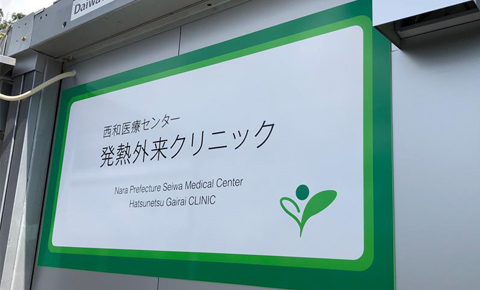 Daiwa
西和医療センター
発熱外来クリニック
Nara Prefecture Seiwa Medical Center
Hatsunetsu Gairai CLINIC